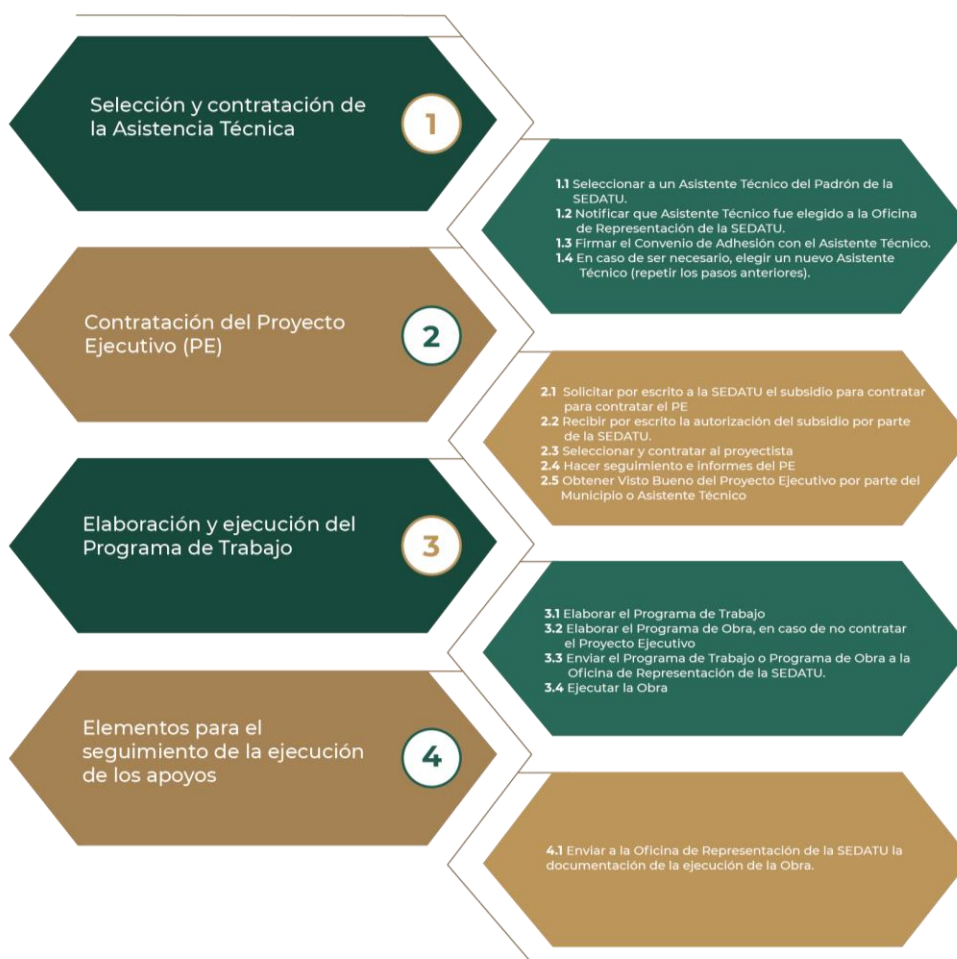 Selección y contratación de
la Asistencia Técnica
1
1.1 Seleccionar a un Asistente Técnico del Padrón de la
SEDATU.
1.2 Notificar que Asistente Técnico fue elegido a la Oficina
de Representación de la SEDATU.
1.3 Firmar el Convenio de Adhesión con el Asistente Técnico.
1.4 En caso de ser necesario, elegir un nuevo Asistente
Técnico (repetir los pasos anteriores).
Contratación del Proyecto
Ejecutivo (PE)
2
2.1 Solicitar por escrito a la SEDATU el subsidio para contratar
para contratar el PE
2.2 Recibir por escrito la autorización del subsidio por parte
de la SEDATU.
2.3 Seleccionar y contratar al proyectista
2.4 Hacer seguimiento e informes del PE
2.5 Obtener Visto Bueno del Proyecto Ejecutivo por parte del
Municipio o Asistente Técnico
Elaboración y ejecución del
Programa de Trabajo
3
3.1 Elaborar el Programa de Trabajo
3.2 Elaborar el Programa de Obra, en caso de no contratar
el Proyecto Ejecutivo
3.3 Enviar el Programa de Trabajo o Programa de Obra a la
Oficina de Representación de la SEDATU.
3.4 Ejecutar la Obra
Elementos para el
seguimiento de la ejecución
de los apoyos
4
4.1 Enviar a la Oficina de Representación de la SEDATU la
documentación de la ejecución de la Obra.